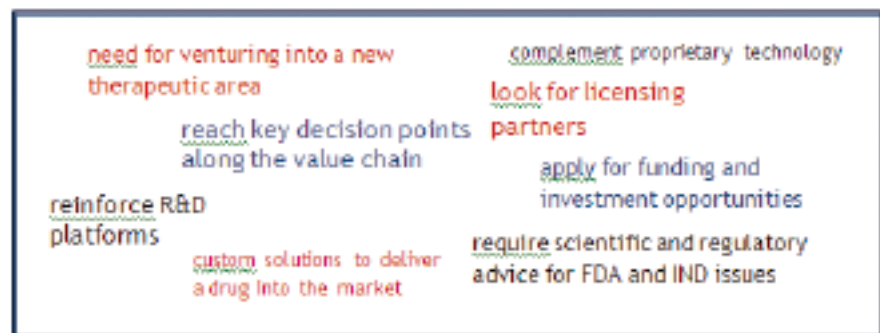 need for venturing into a new
therapeutic area
complement proprietary technology
look for licensing
partners
reach key decision points
along the value chain
apply for funding and
investment opportunities
reinforce R&D
platforms
require scientific and regulatory
advice for FDA and IND issues
custom solutions to deliver
a drug into the market